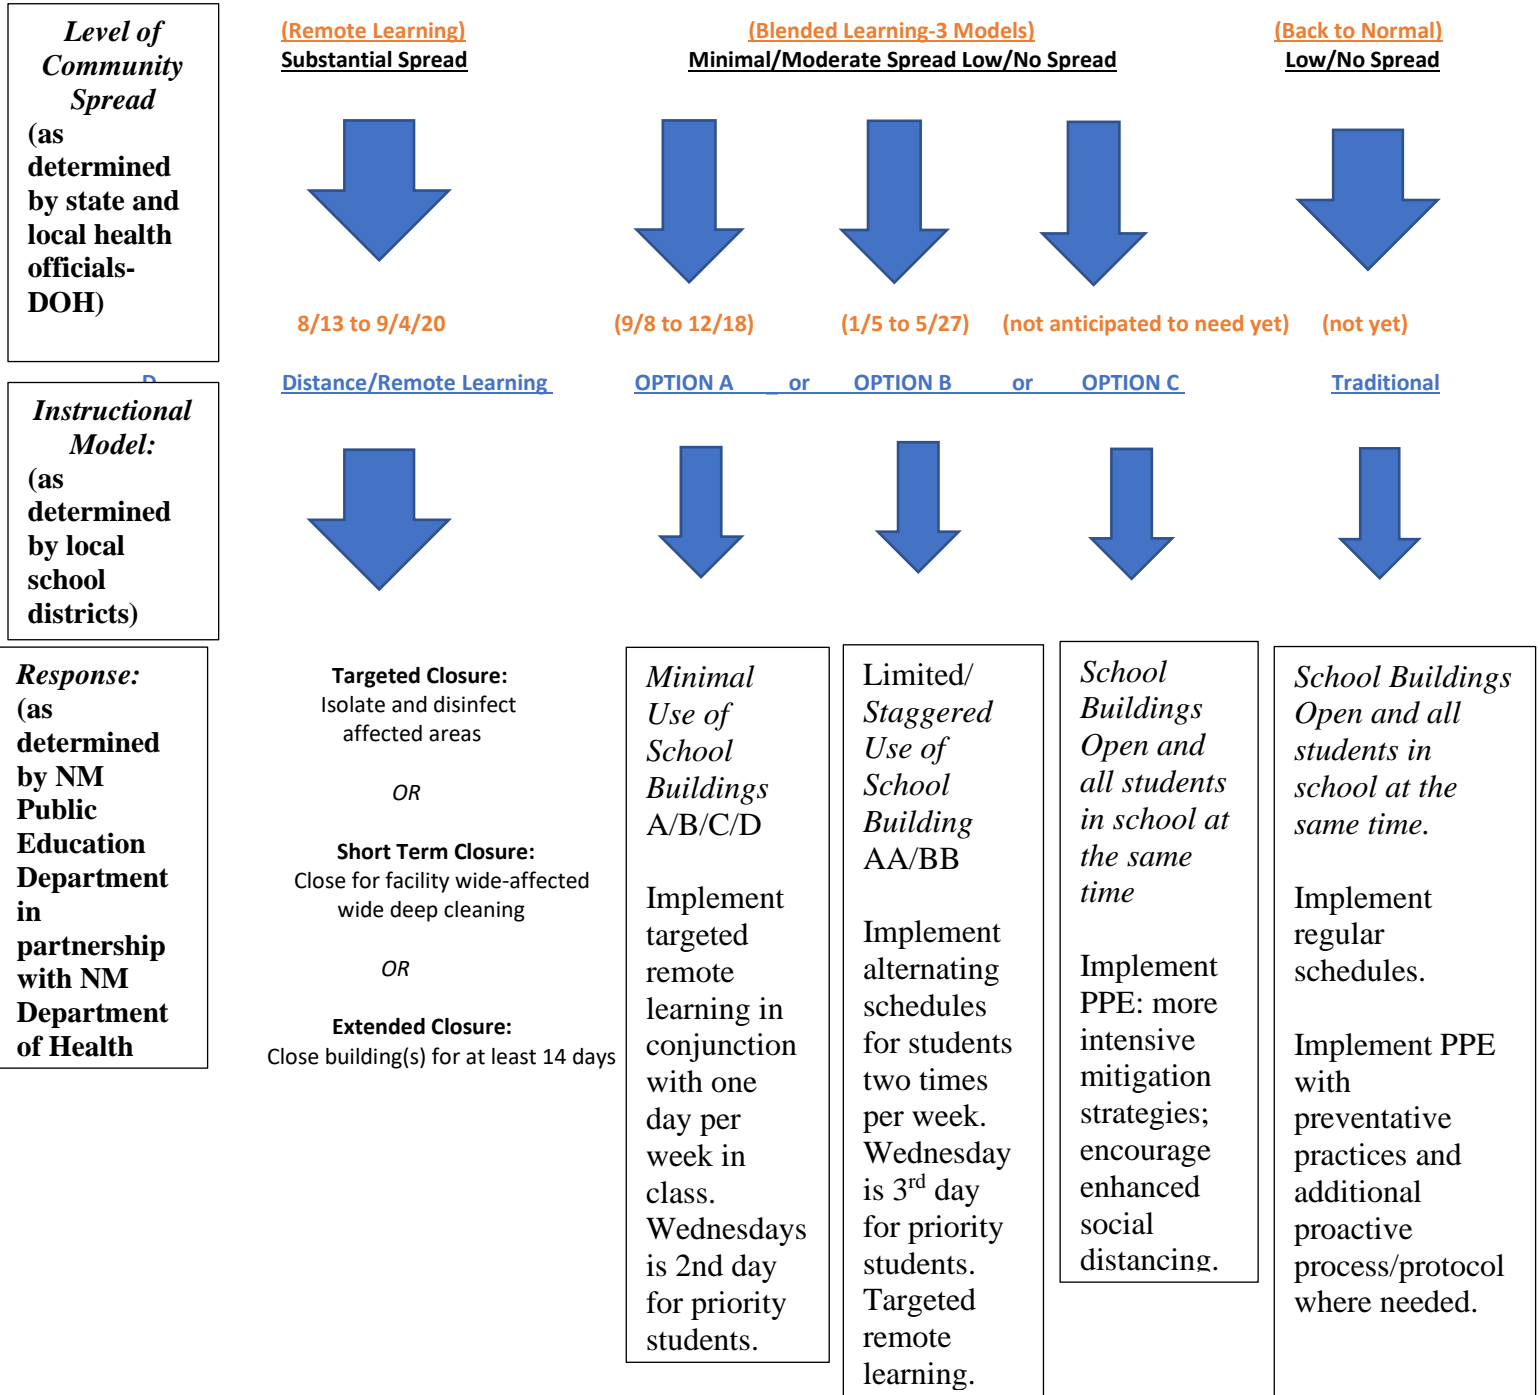 Level of
Community
Spread
(as
determined
by state and
local health
officials-
DOH)
(Remote Learning)
Substantial Spread
(Blended Learning-3 Models)
Minimal/Moderate Spread Low/No Spread
(Back to Normal)
Low/No Spread
8/13 to 9/4/20
(9/8 to 12/18)
(1/5 to 5/27)
(not anticipated to need yet)
(not yet)
Instructional
Model:
(as
determined
by local
school
districts)
Distance/Remote Learning
OPTION A _ or OPTION B or OPTION C
Traditional
Response:
(as
determined
by NM
Public
Education
Department
in
partnership
with NM
Department
of Health
Targeted Closure:
Isolate and disinfect
affected areas
OR
Short Term Closure:
Close for facility wide-affected
wide deep cleaning
OR
Extended Closure:
Close building(s) for at least 14 days
Minimal
Use of
School
Buildings
A/B/C/D
Implement
targeted
remote
learning in
conjunction
with one
day per
week in
class.
Wednesdays
is 2nd day
for priority
students.
Limited/
Staggered
Use of
School
Building
AA/BB
Implement
alternating
schedules
for students
two times
per week.
Wednesday
is 3rd day
for priority
students.
Targeted
remote
learning.
School
Buildings
Open and
all students
in school at
the same
time
Implement
PPE: more
intensive
mitigation
strategies;
encourage
enhanced
social
distancing.
School Buildings
Open and all
students in
school at the
same time.
Implement
regular
schedules.
Implement PPE
with
preventative
practices and
additional
proactive
process/protocol
where needed.